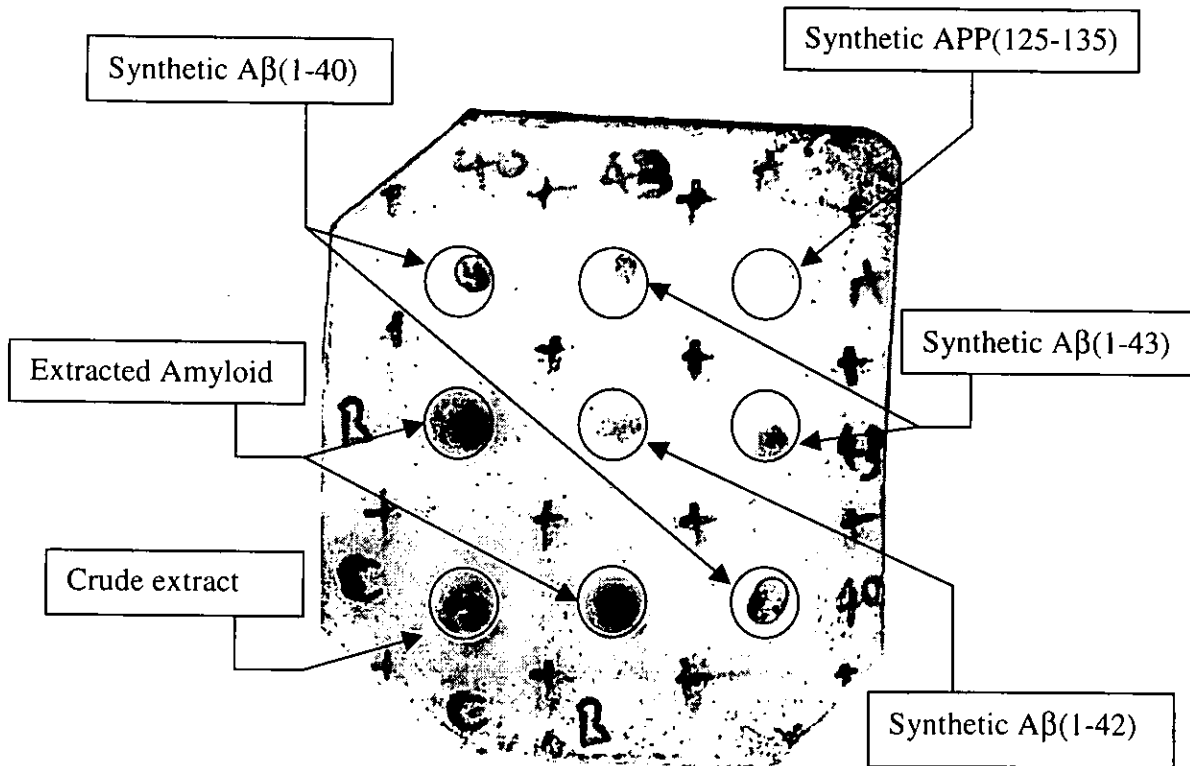 Synthetic Aβ(1-40)
Synthetic APP(125-135)
40
43
A
A
Synthetic Aβ(1-43)
Extracted Amyloid
B
43
Crude extract
C
40
C
B
Synthetic Aβ(1-42)